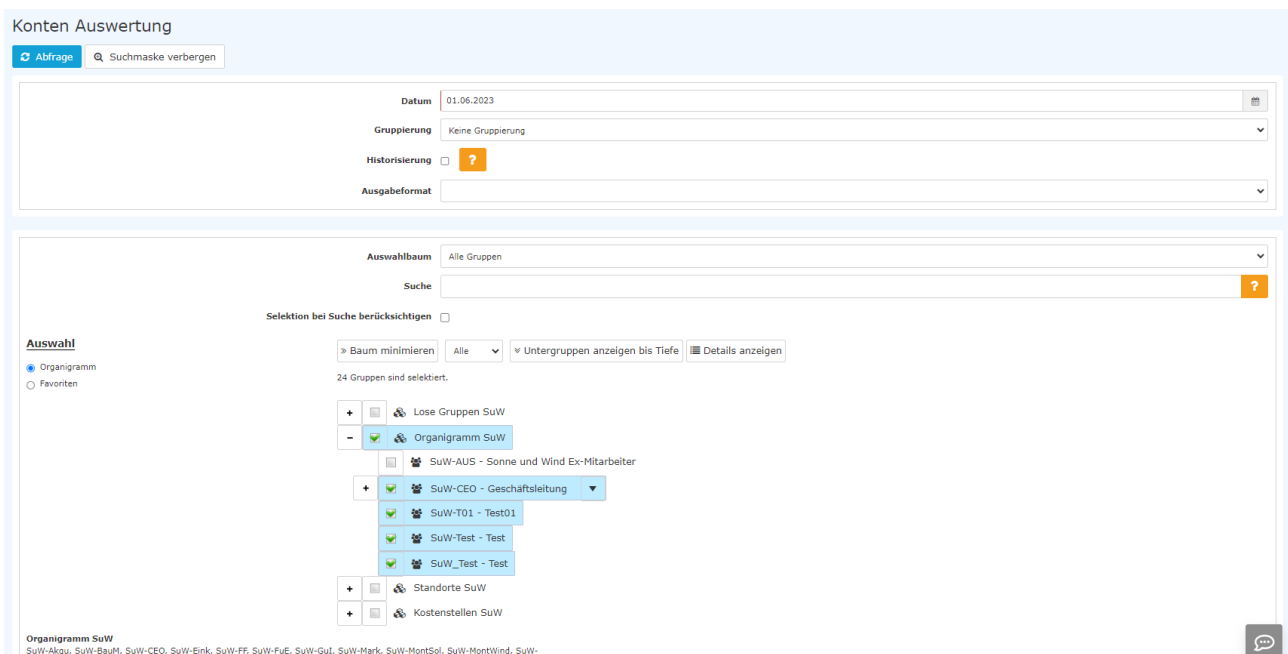 Konten Auswertung
Abfrage Suchmaske verbergen
Datum 01.06.2023
Gruppierung Keine Gruppierung
Historisierung ?
Ausgabeformat
Auswahlbaum Alle Gruppen
Suche ?
Selektion bei Suche berücksichtigen
Auswahl
» Baum minimieren Alle Untergruppen anzeigen bis Tiefe Details anzeigen
Organigramm
24 Gruppen sind selektiert.
Favoriten
+ Lose Gruppen SuW
- Organigramm SuW
SuW-AUS - Sonne und Wind Ex-Mitarbeiter
+ SuW-CEO - Geschäftsleitung
SuW-T01 - Test01
SuW-Test - Test
SuW_Test - Test
+ Standorte SuW
+ Kostenstellen SuW
Organigramm SuW
SuW-Akqu, SuW-BauM, SuW-CEO, SuW-Eink, SuW-FF, SuW-FuE, SuW-GuI, SuW-Mark, SuW-MontSol, SuW-MontWind, SuW-